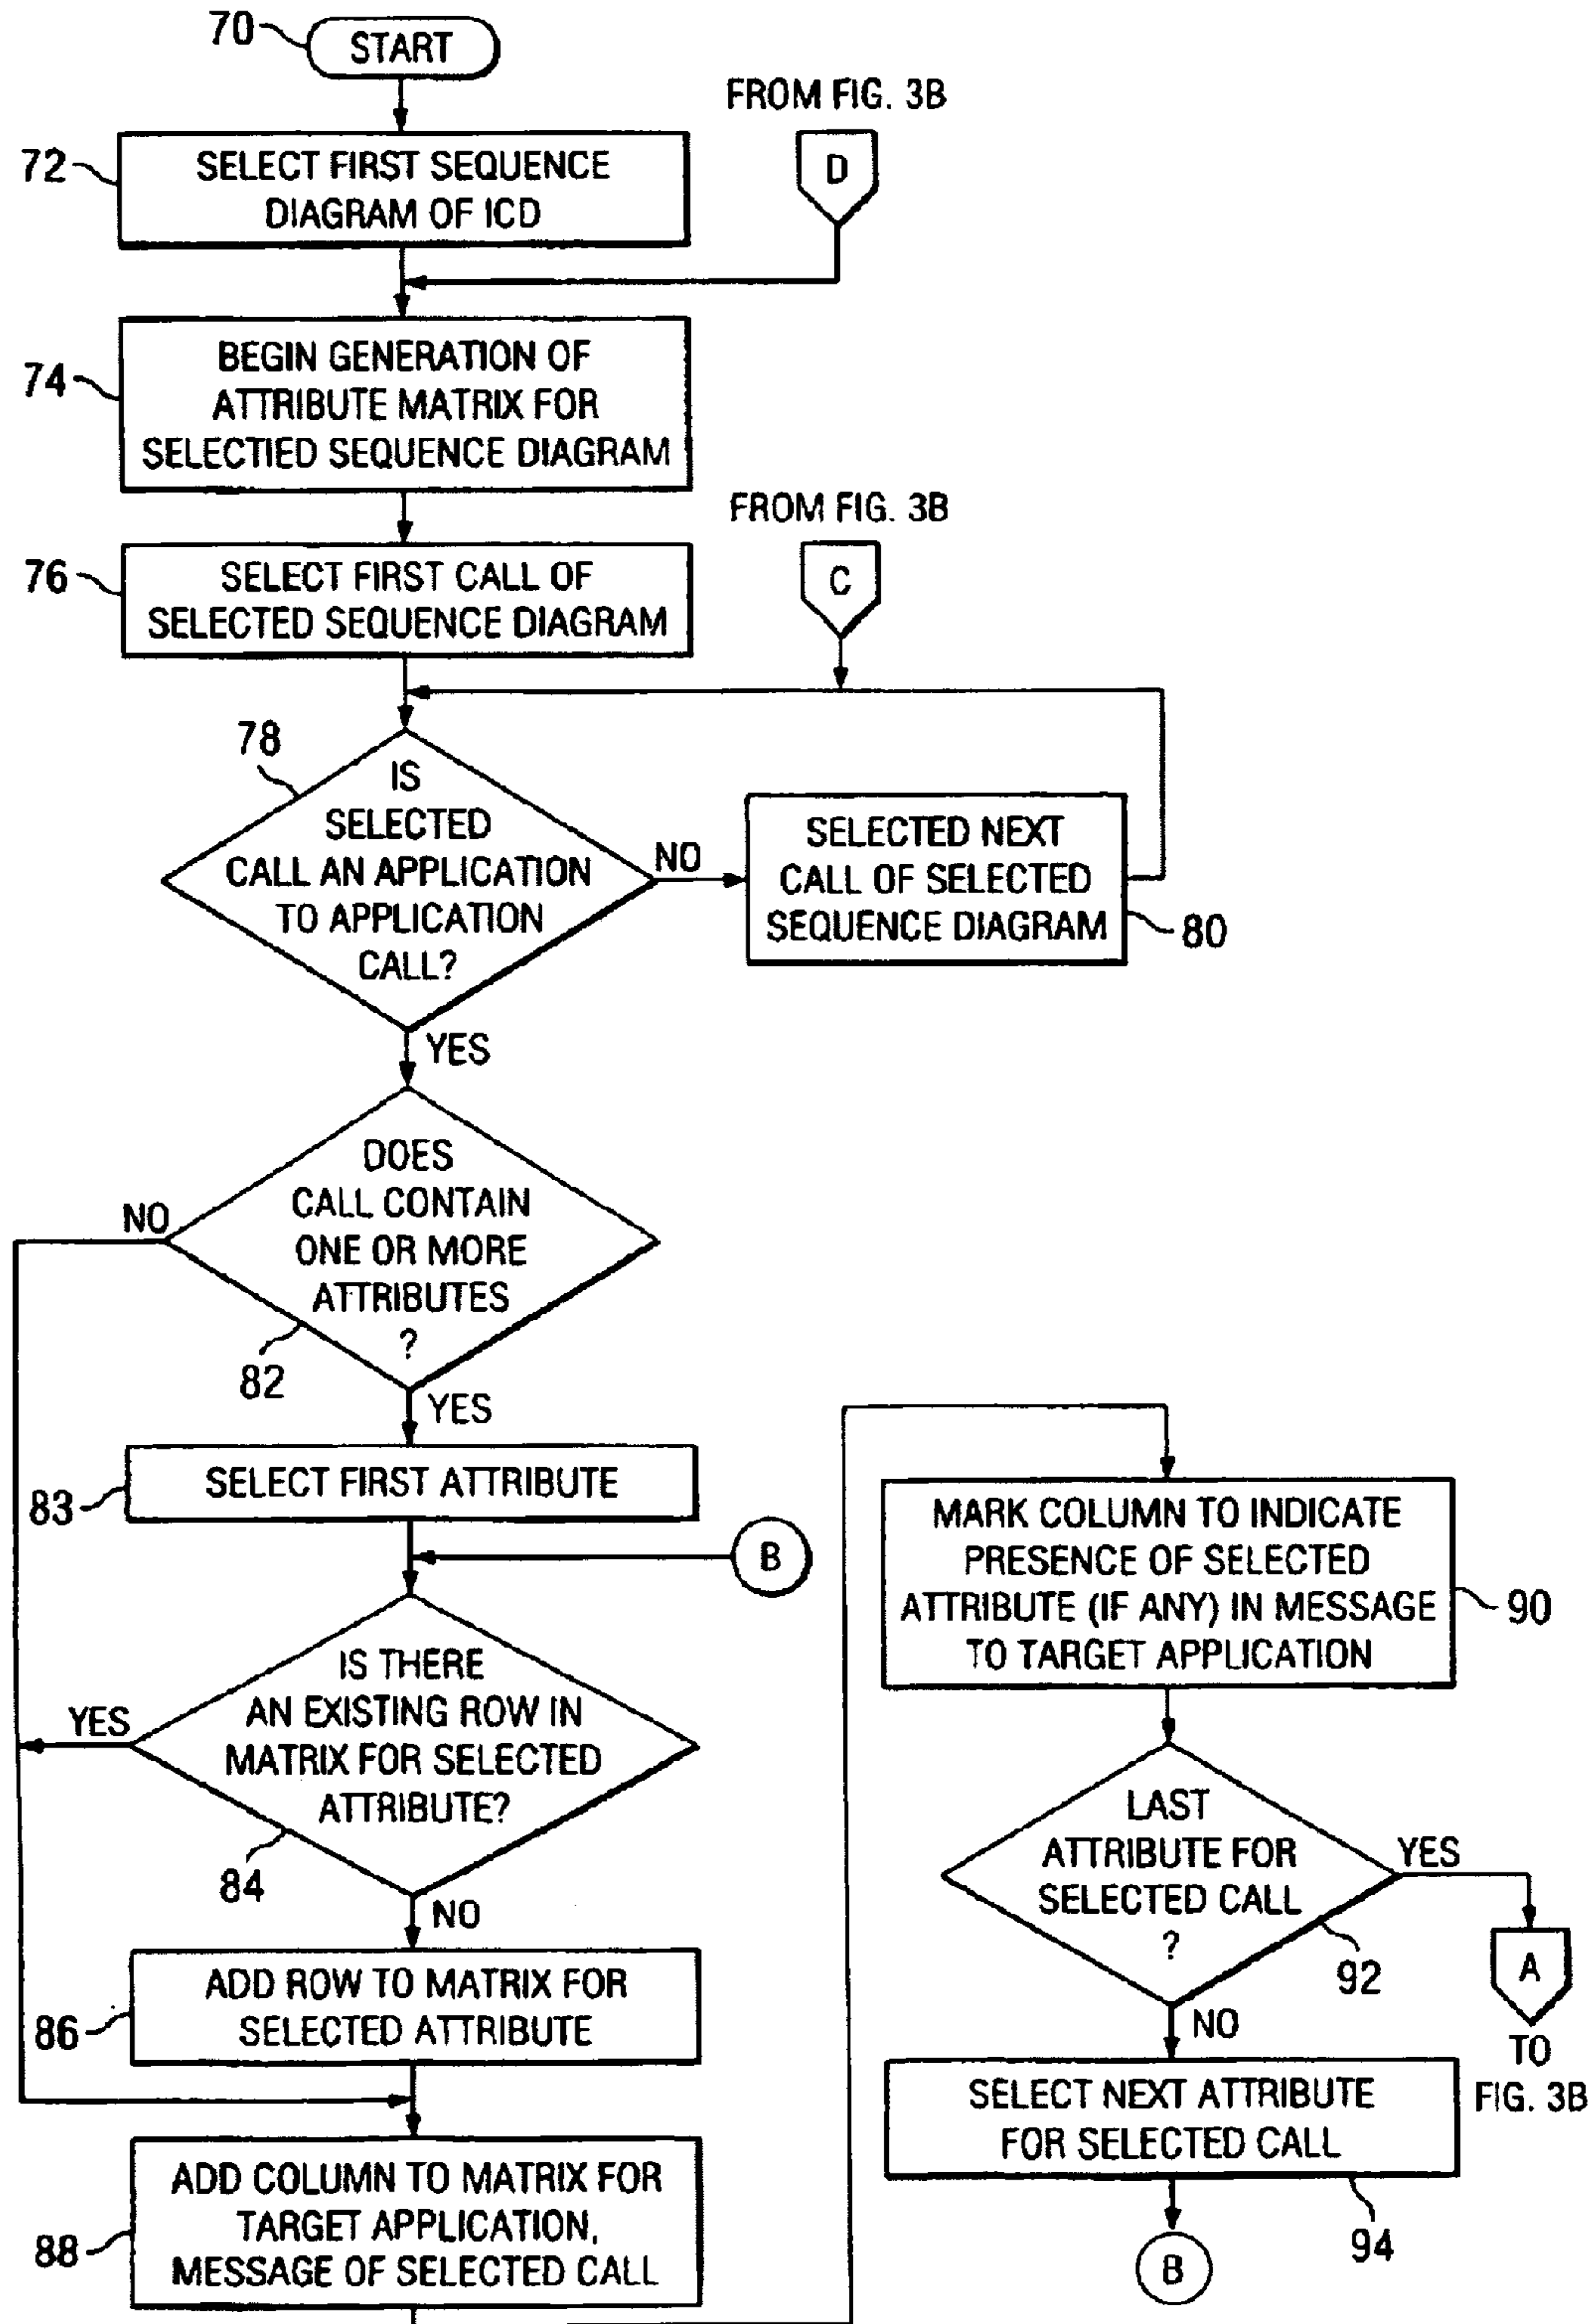 70
START
FROM FIG. 3B
72
SELECT FIRST SEQUENCE
DIAGRAM OF ICD
D
74
BEGIN GENERATION OF
ATTRIBUTE MATRIX FOR
SELECTIED SEQUENCE DIAGRAM
FROM FIG. 3B
76
SELECT FIRST CALL OF
SELECTED SEQUENCE DIAGRAM
C
78
IS
SELECTED
CALL AN APPLICATION
TO APPLICATION
CALL?
NO
SELECTED NEXT
CALL OF SELECTED
SEQUENCE DIAGRAM
80
YES
DOES
CALL CONTAIN
ONE OR MORE
ATTRIBUTES
?
NO
82
YES
83
SELECT FIRST ATTRIBUTE
B
IS THERE
AN EXISTING ROW IN
MATRIX FOR SELECTED
ATTRIBUTE?
YES
84
NO
86
ADD ROW TO MATRIX FOR
SELECTED ATTRIBUTE
88
ADD COLUMN TO MATRIX FOR
TARGET APPLICATION,
MESSAGE OF SELECTED CALL
MARK COLUMN TO INDICATE
PRESENCE OF SELECTED
ATTRIBUTE (IF ANY) IN MESSAGE
TO TARGET APPLICATION
90
LAST
ATTRIBUTE FOR
SELECTED CALL
?
YES
92
A
TO
FIG. 3B
NO
SELECT NEXT ATTRIBUTE
FOR SELECTED CALL
94
B